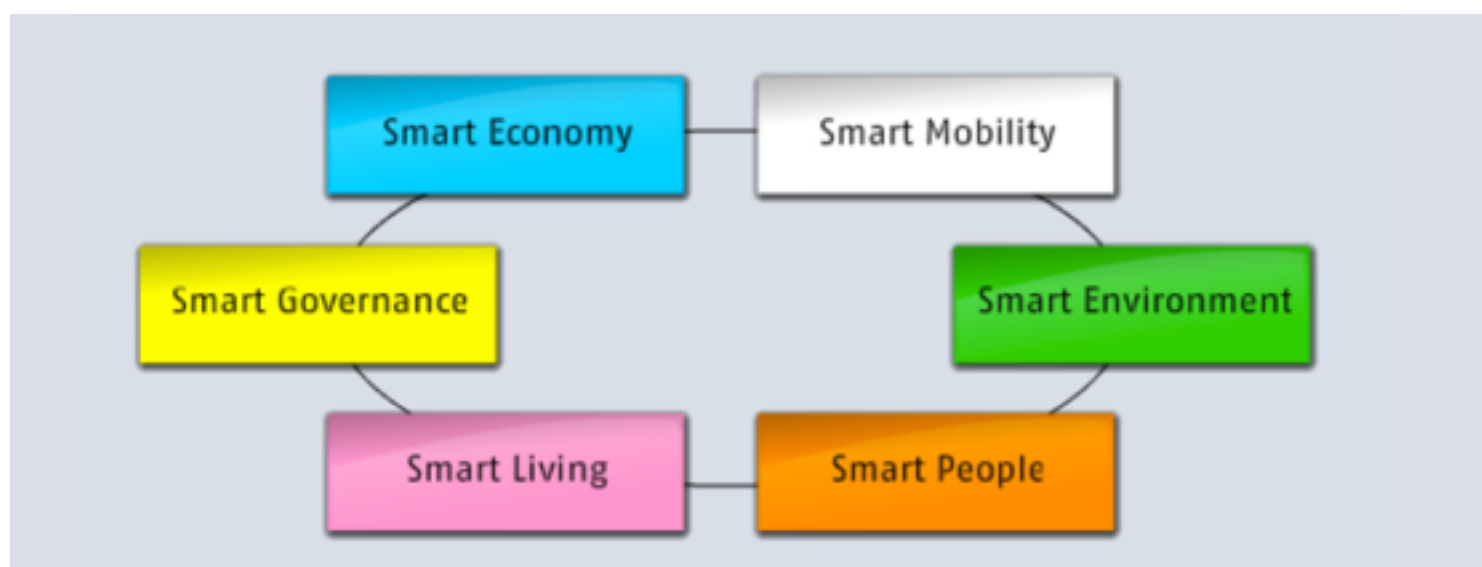 Smart Economy
Smart Mobility
Smart Governance
Smart Environment
Smart Living
Smart People